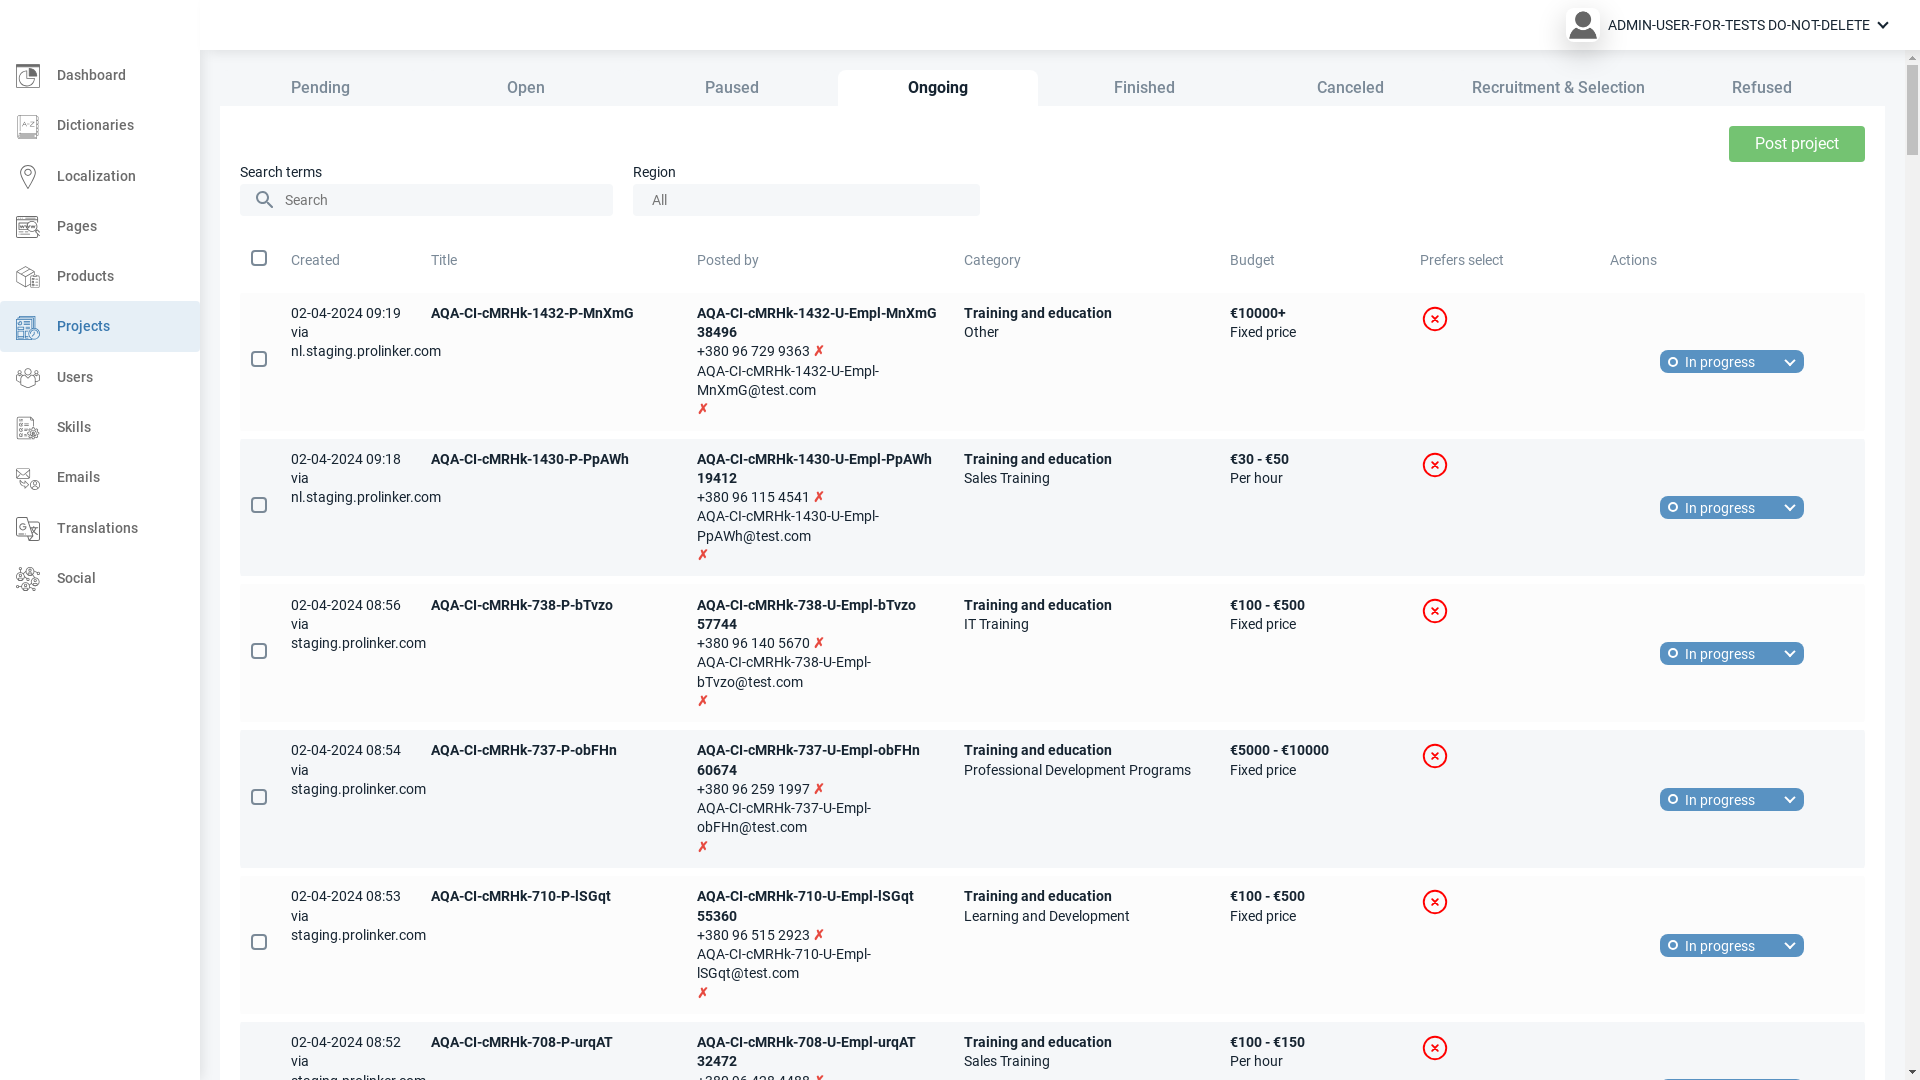 ADMIN-USER-FOR-TESTS DO-NOT-DELETE
Dashboard
Dictionaries
Localization
Pages
Products
Projects
Users
Skills
Emails
Translations
Social
Pending Open Paused Ongoing Finished Canceled Recruitment & Selection Refused
Post project
Search terms Region
Search All
Created Title Posted by Category Budget Prefers select Actions
02-04-2024 09:19 AQA-CI-cMRHk-1432-P-MnXmG AQA-CI-cMRHk-1432-U-Empl-MnXmG Training and education €10000+
via 38496 Other Fixed price
nl.staging.prolinker.com +380 96 729 9363 ✗
In progress
AQA-CI-cMRHk-1432-U-Empl-
MnXmG@test.com
✗
02-04-2024 09:18 AQA-CI-cMRHk-1430-P-PpAWh AQA-CI-cMRHk-1430-U-Empl-PpAWh Training and education €30 - €50
via 19412 Sales Training Per hour
nl.staging.prolinker.com +380 96 115 4541 ✗
In progress
AQA-CI-cMRHk-1430-U-Empl-
PpAWh@test.com
✗
02-04-2024 08:56 AQA-CI-cMRHk-738-P-bTvzo AQA-CI-cMRHk-738-U-Empl-bTvzo Training and education €100 - €500
via 57744 IT Training Fixed price
staging.prolinker.com +380 96 140 5670 ✗
In progress
AQA-CI-cMRHk-738-U-Empl-
bTvzo@test.com
✗
02-04-2024 08:54 AQA-CI-cMRHk-737-P-obFHn AQA-CI-cMRHk-737-U-Empl-obFHn Training and education €5000 - €10000
via 60674 Professional Development Programs Fixed price
staging.prolinker.com +380 96 259 1997 ✗
In progress
AQA-CI-cMRHk-737-U-Empl-
obFHn@test.com
✗
02-04-2024 08:53 AQA-CI-cMRHk-710-P-lSGqt AQA-CI-cMRHk-710-U-Empl-lSGqt Training and education €100 - €500
via 55360 Learning and Development Fixed price
staging.prolinker.com +380 96 515 2923 ✗
In progress
AQA-CI-cMRHk-710-U-Empl-
lSGqt@test.com
✗
02-04-2024 08:52 AQA-CI-cMRHk-708-P-urqAT AQA-CI-cMRHk-708-U-Empl-urqAT Training and education €100 - €150
via 32472 Sales Training Per hour